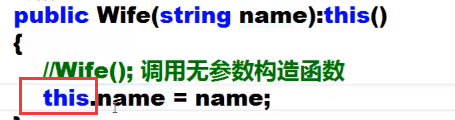 public Wife(string name):this()
{
//Wife(); 调用无参数构造函数
this.name = name;